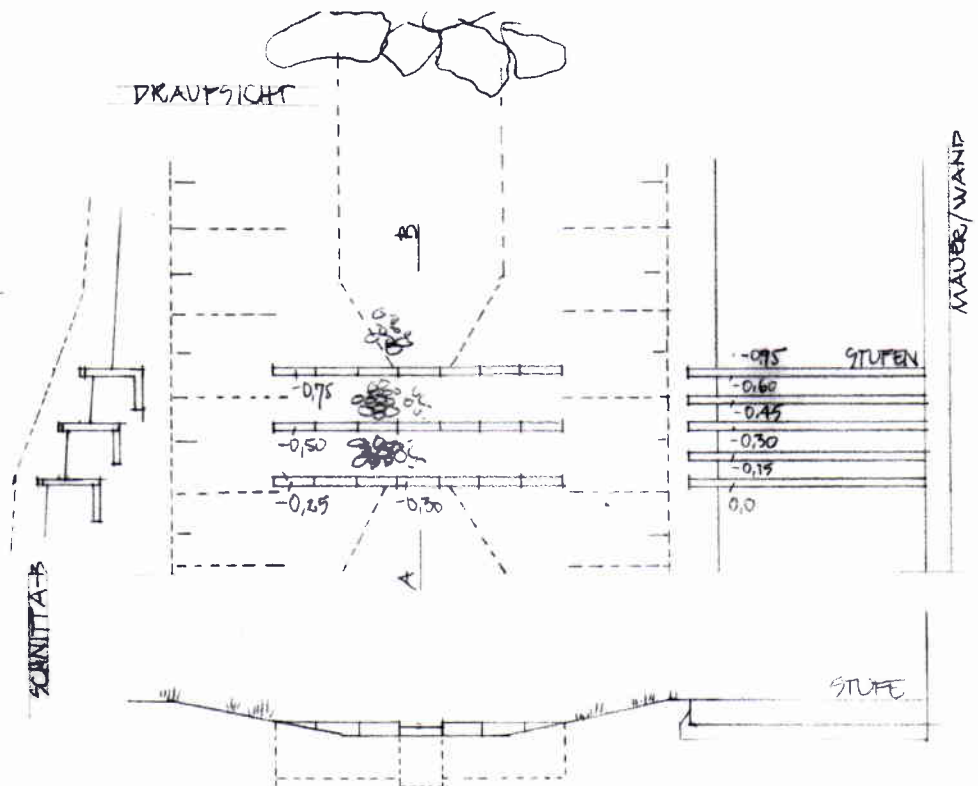 DRAUFSICHT
MAUER/WAND
B
-0,75 STUFEN
-0,75
-0,60
-0,45
-0,50
-0,30
-0,15
-0,25 -0,30
0,0
A
SCHNITT A-B
STUFE